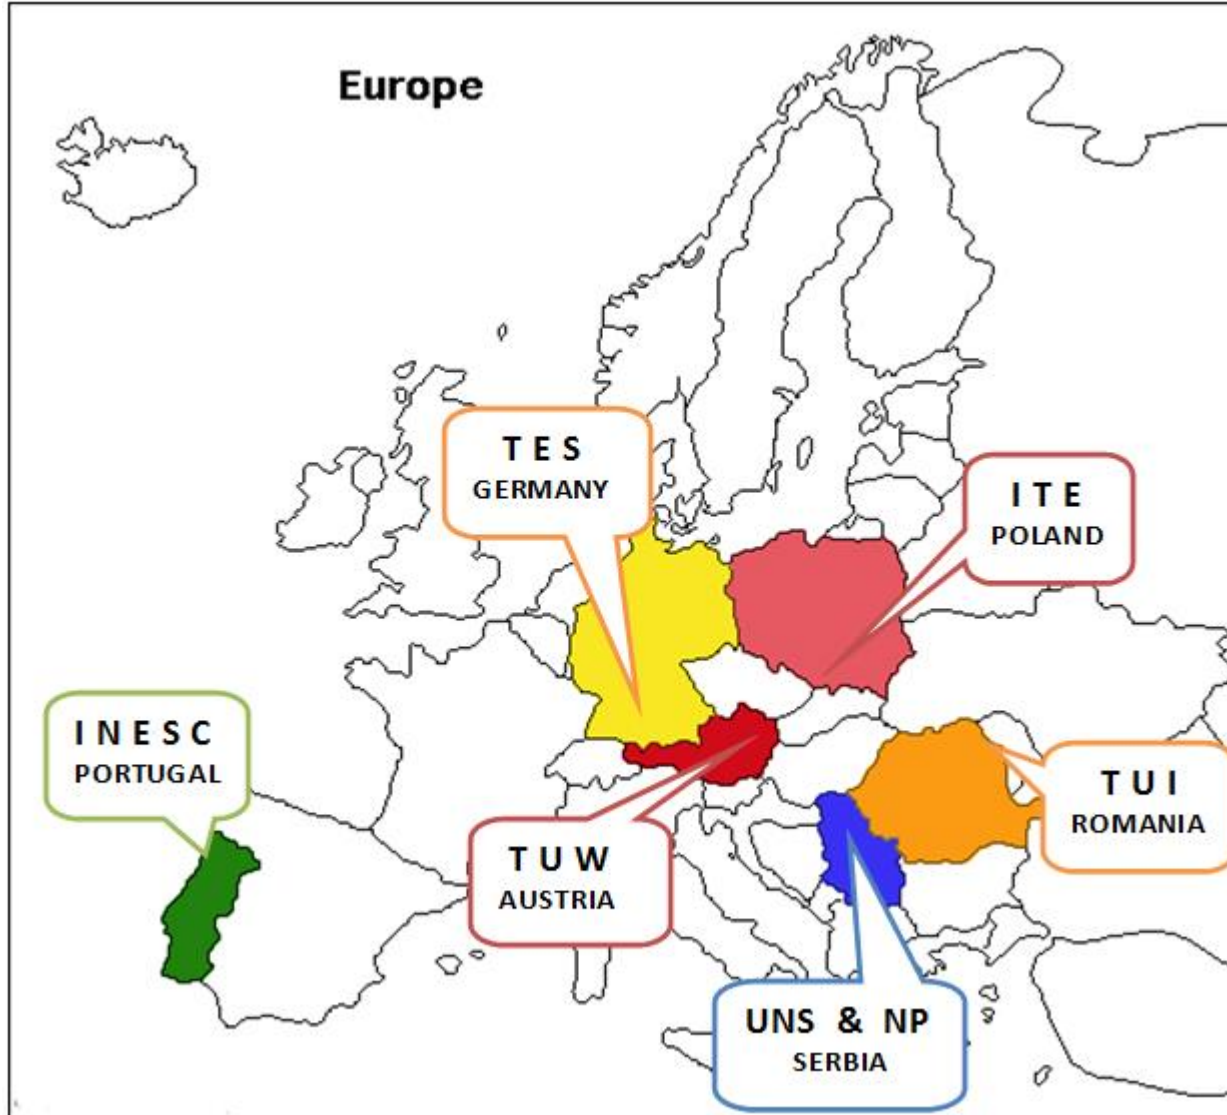 Europe
T E S
GERMANY
I T E
POLAND
I N E S C
PORTUGAL
T U I
ROMANIA
T U W
AUSTRIA
UNS & NP
SERBIA